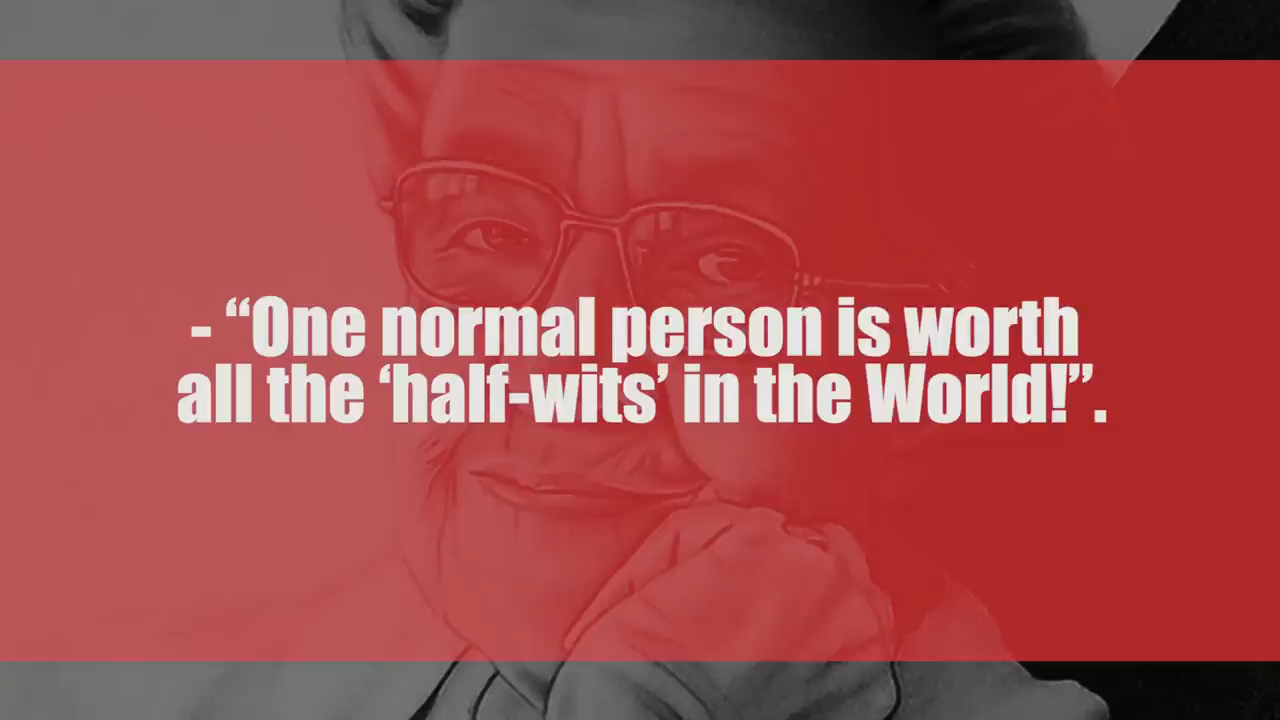 - “One normal person is worth
all the ‘half-wits’ in the World!”.